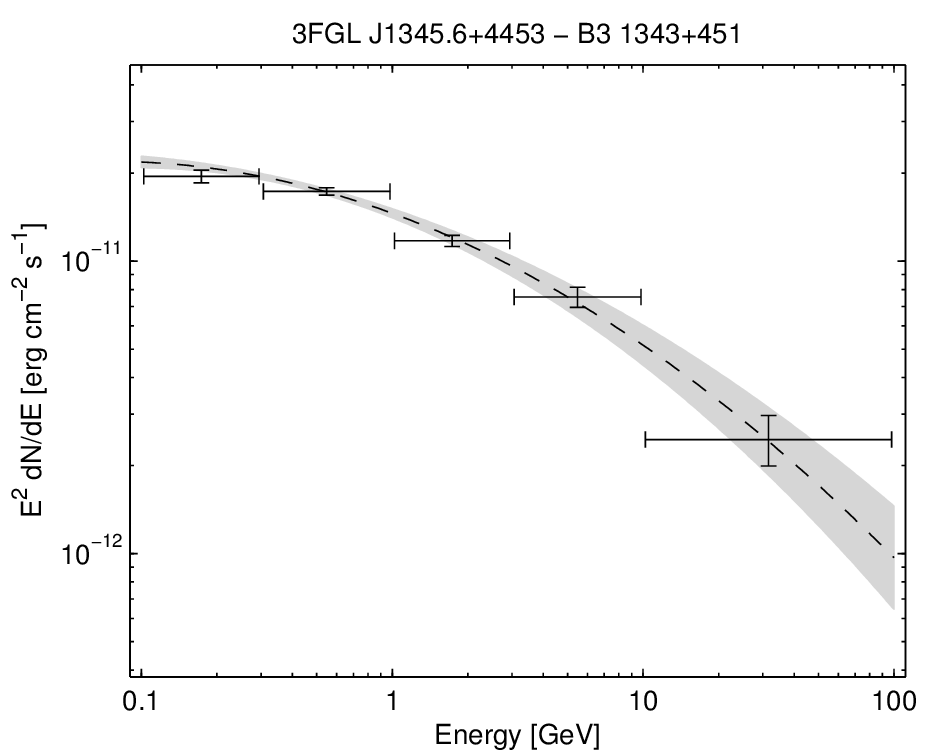 3FGL J1345.6+4453 − B3 1343+451
E² dN/dE [erg cm⁻² s⁻¹]
10⁻¹¹
10⁻¹²
0.1 1 10 100
Energy [GeV]